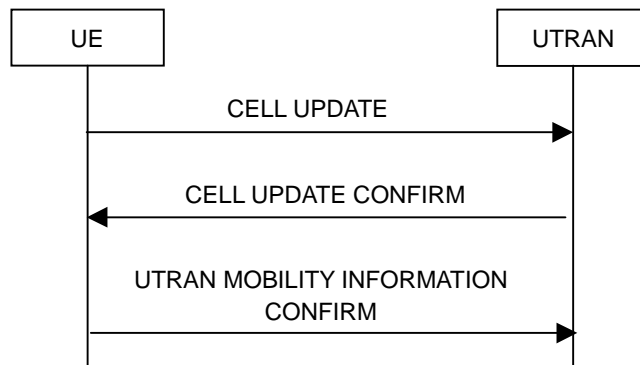 UE
UTRAN
CELL UPDATE
CELL UPDATE CONFIRM
UTRAN MOBILITY INFORMATION
CONFIRM